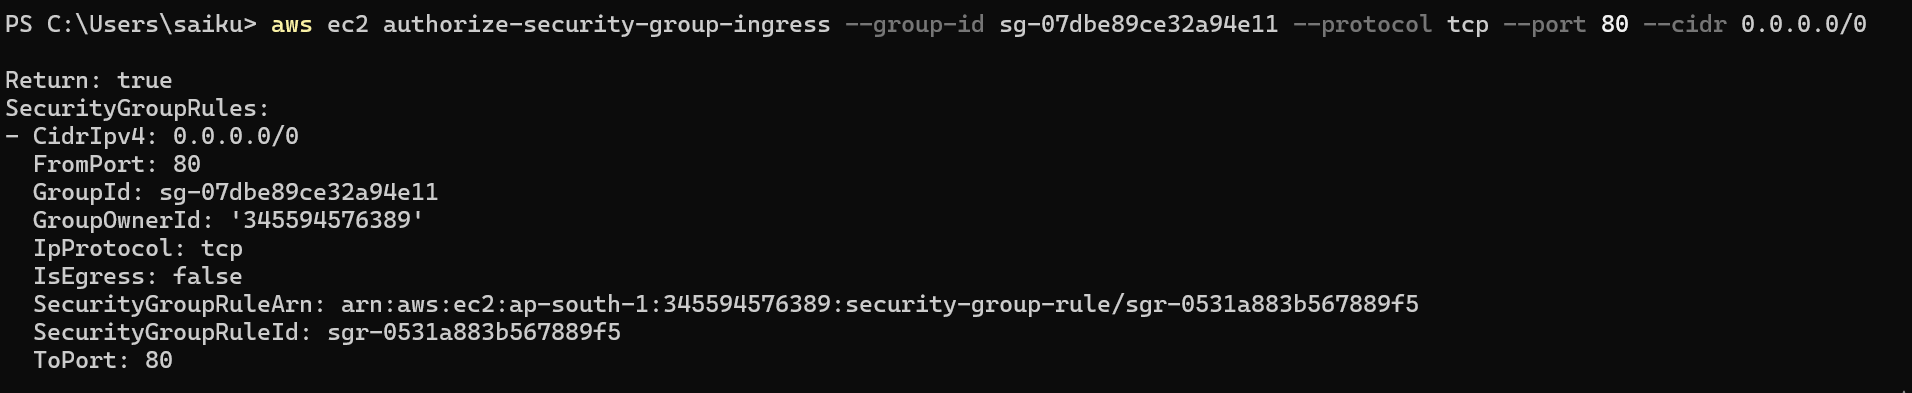 PS C:\Users\saiku> aws ec2 authorize-security-group-ingress --group-id sg-07dbe89ce32a94e11 --protocol tcp --port 80 --cidr 0.0.0.0/0
Return: true
SecurityGroupRules:
- CidrIpv4: 0.0.0.0/0
  FromPort: 80
  GroupId: sg-07dbe89ce32a94e11
  GroupOwnerId: '345594576389'
  IpProtocol: tcp
  IsEgress: false
  SecurityGroupRuleArn: arn:aws:ec2:ap-south-1:345594576389:security-group-rule/sgr-0531a883b567889f5
  SecurityGroupRuleId: sgr-0531a883b567889f5
  ToPort: 80